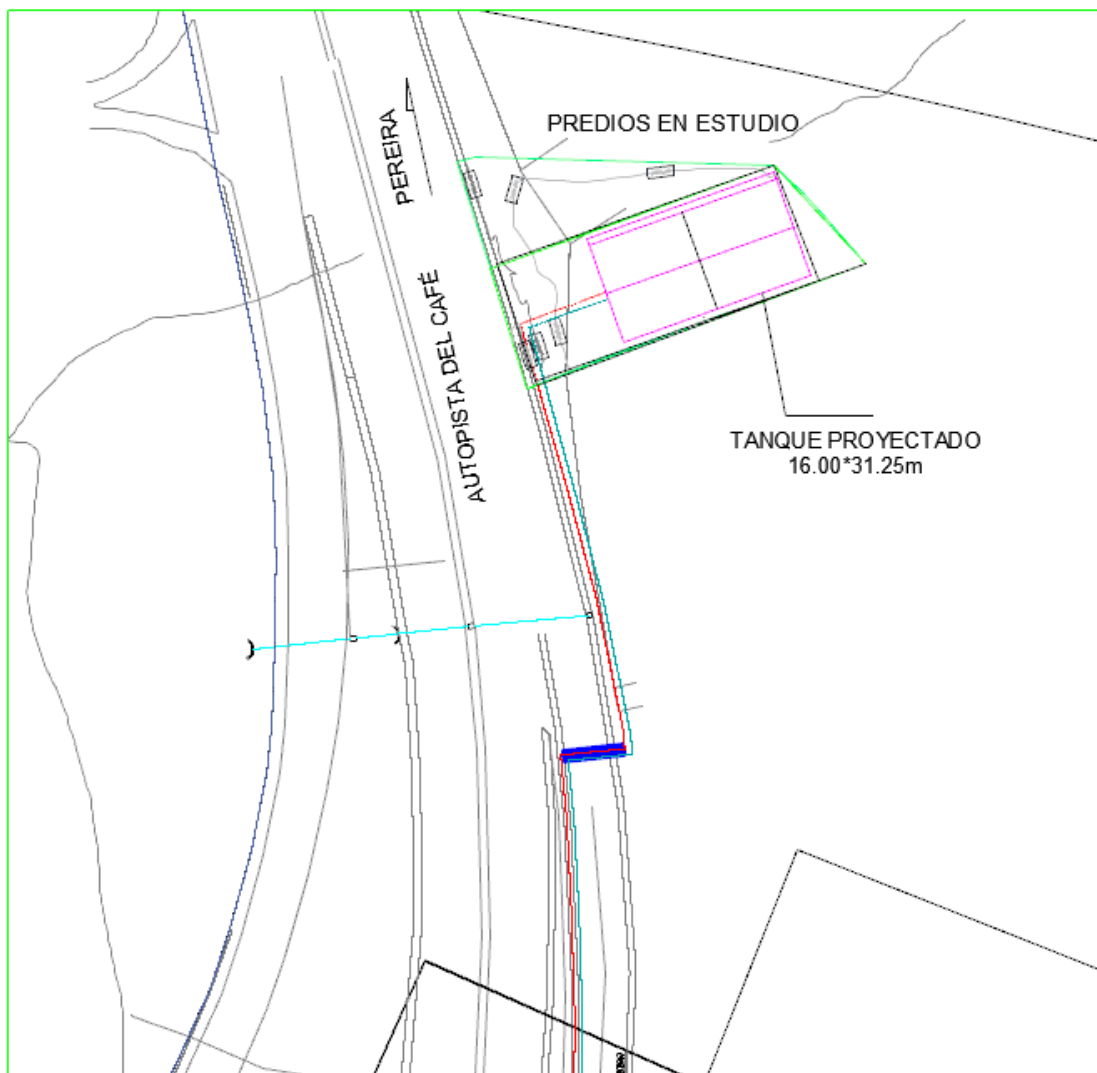 PREDIOS EN ESTUDIO
PEREIRA
AUTOPISTA DEL CAFÉ
TANQUE PROYECTADO
16.00*31.25m